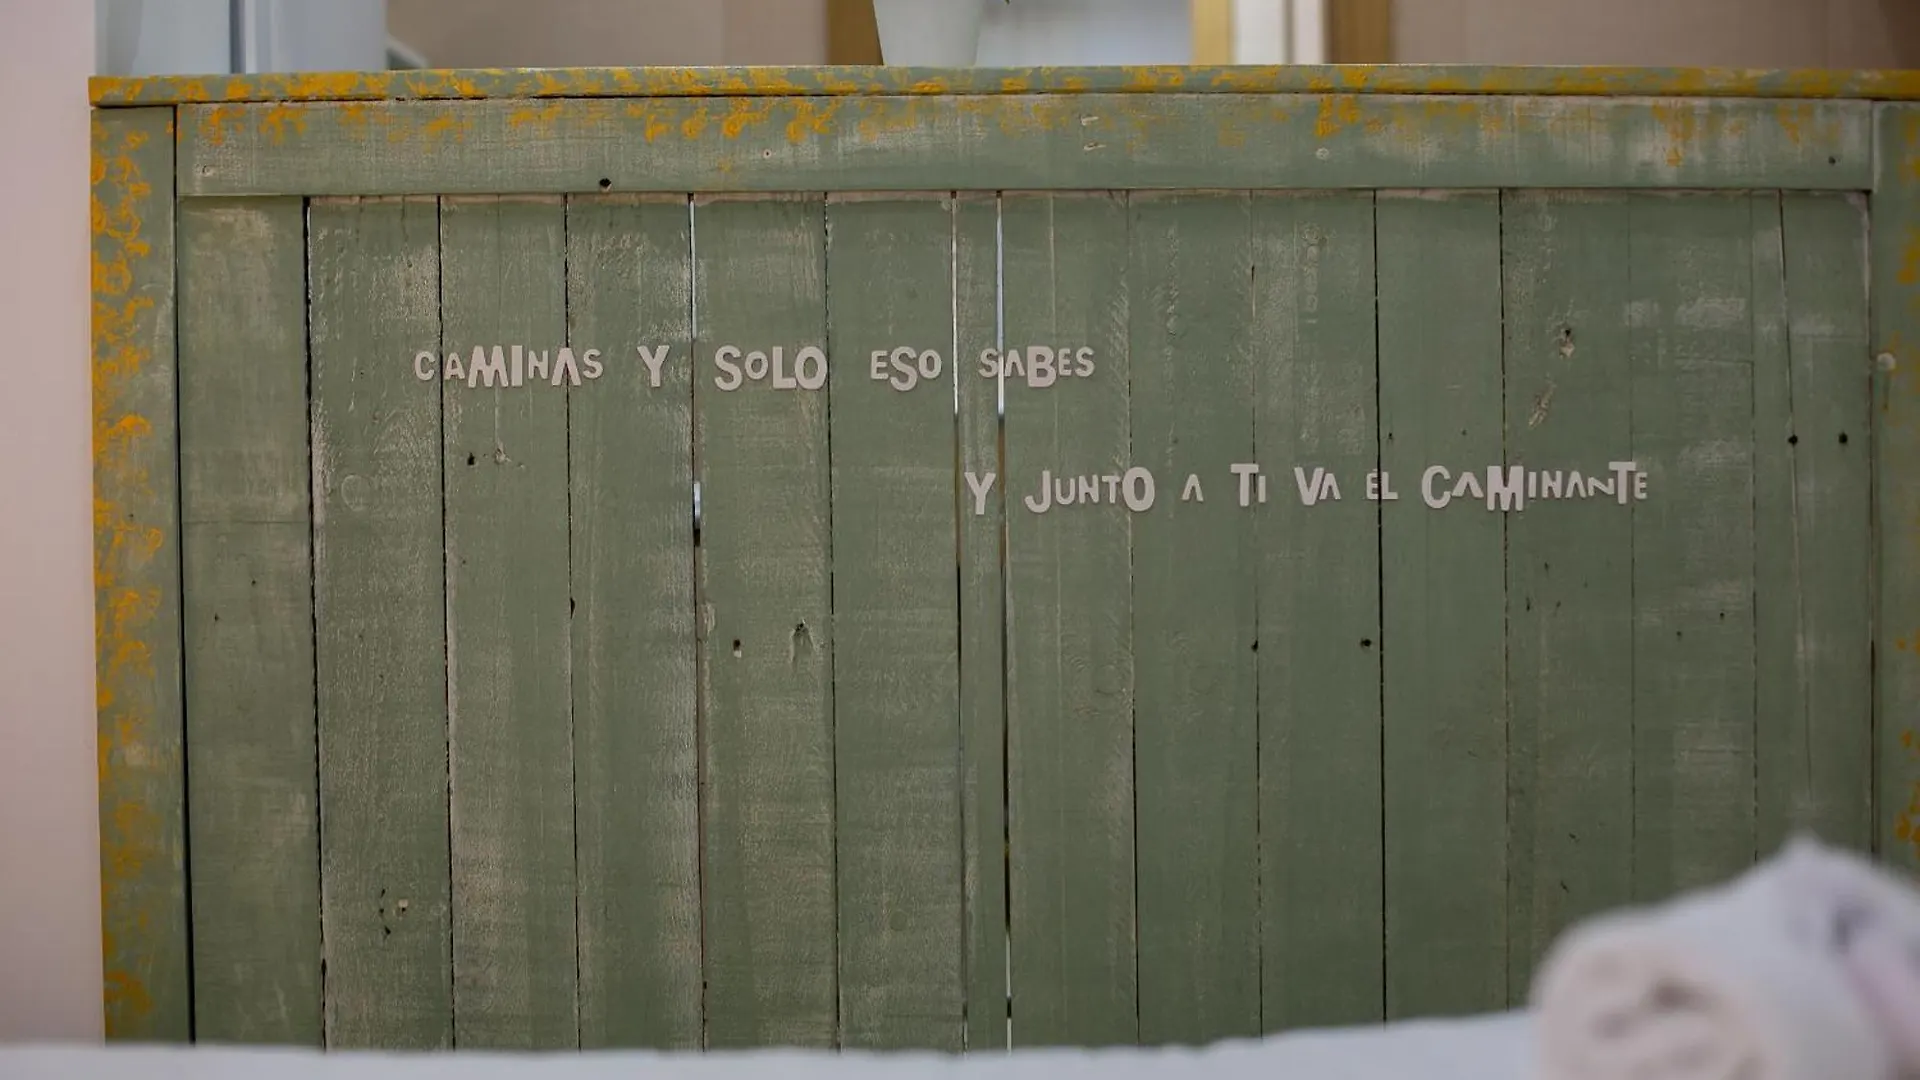 CAMINAS Y SOLO ESO SABES
Y JUNTO A TI VA EL CAMINANTE